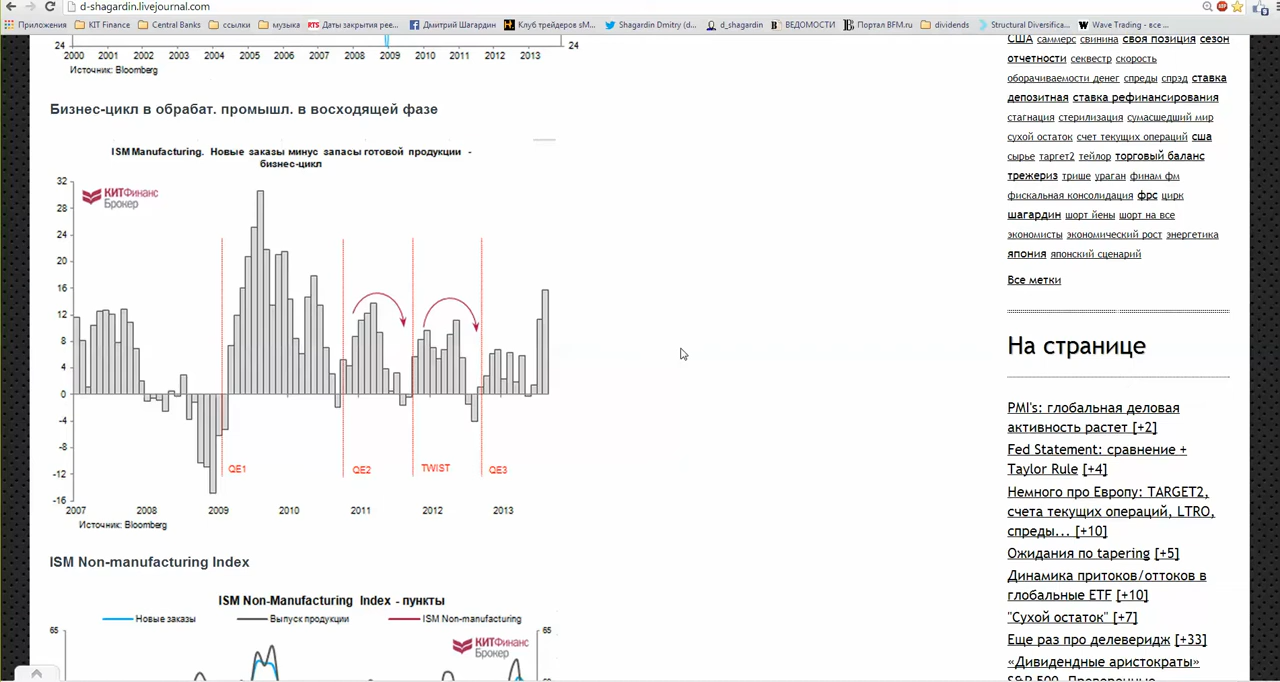 d-shagardin.livejournal.com
Приложения КIT Finance Central Banks ссылки музыка RTS Даты закрытия рее... Дмитрий Шагардин Клуб трейдеров sM... Shagardin Dmitry (d... d_shagardin ВЕДОМОСТИ Портал BFM.ru dividends Structural Diversifica... Wave Trading - все ...
24 24
2000 2001 2002 2003 2004 2005 2006 2007 2008 2009 2010 2011 2012 2013
Источник: Bloomberg
Бизнес-цикл в обрабат. промышл. в восходящей фазе
ISM Manufacturing. Новые заказы минус запасы готовой продукции -
бизнес-цикл
КИТФинанс
Брокер
32
28
24
20
16
12
8
4
0
-4
-8
-12
-16
QE1 QE2 TWIST QE3
2007 2008 2009 2010 2011 2012 2013
Источник: Bloomberg
ISM Non-manufacturing Index
ISM Non-Manufacturing Index - пункты
Новые заказы Выпуск продукции ISM Non-manufacturing
65 65
КИТФинанс
Брокер
60
США саммерс свинина своя позиция сезон
отчетности секвестр скорость
оборачиваемости денег спреды спрэд ставка
депозитная ставка рефинансирования
стагнация стерилизация сумасшедший мир
сухой остаток счет текущих операций сша
сырье таргет2 тейлор торговый баланс
трежериз трише ураган финам фм
фискальная консолидация фрс цирк
шагардин шорт йены шорт на все
экономисты экономический рост энергетика
япония японский сценарий
Все метки
На странице
PMI's: глобальная деловая
активность растет [+2]
Fed Statement: сравнение +
Taylor Rule [+4]
Немного про Европу: TARGET2,
счета текущих операций, LTRO,
спреды... [+10]
Ожидания по tapering [+5]
Динамика притоков/оттоков в
глобальные ETF [+10]
"Сухой остаток" [+7]
Еще раз про делеверидж [+33]
«Дивидендные аристократы»
S&P 500. Проверенные